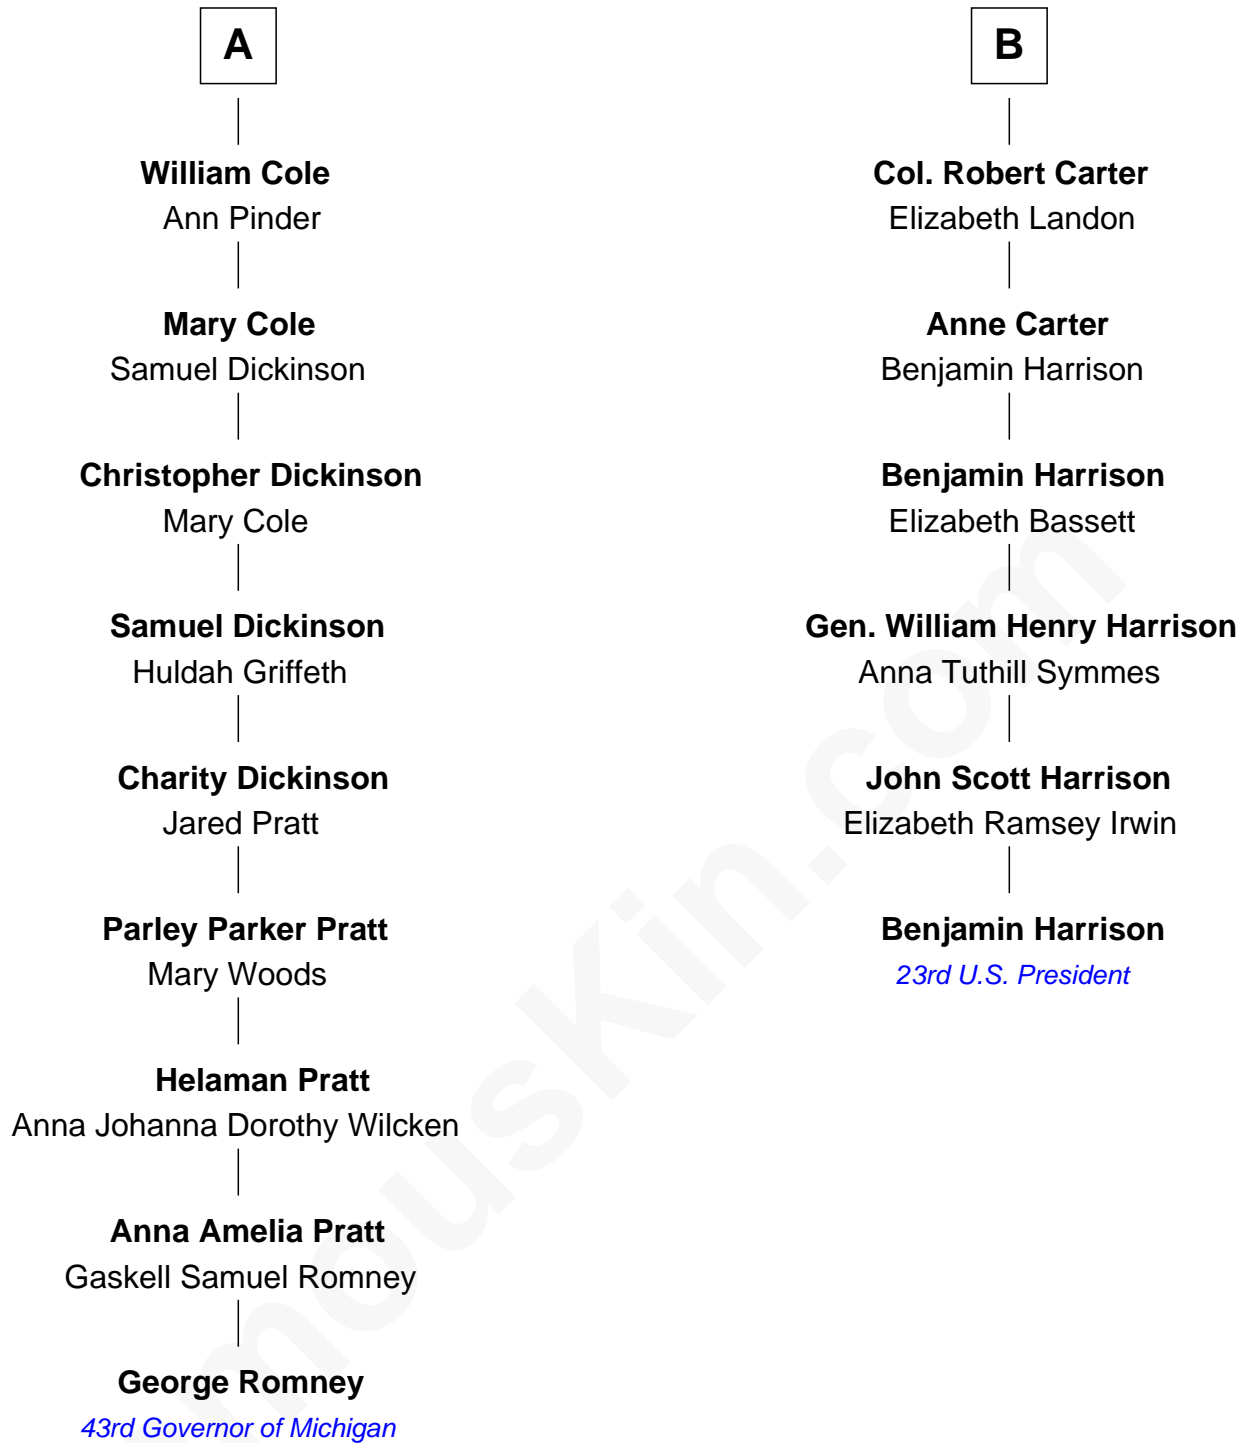 A
William Cole
Ann Pinder
Mary Cole
Samuel Dickinson
Christopher Dickinson
Mary Cole
Samuel Dickinson
Huldah Griffeth
Charity Dickinson
Jared Pratt
Parley Parker Pratt
Mary Woods
Helaman Pratt
Anna Johanna Dorothy Wilcken
Anna Amelia Pratt
Gaskell Samuel Romney
George Romney
43rd Governor of Michigan
B
Col. Robert Carter
Elizabeth Landon
Anne Carter
Benjamin Harrison
Benjamin Harrison
Elizabeth Bassett
Gen. William Henry Harrison
Anna Tuthill Symmes
John Scott Harrison
Elizabeth Ramsey Irwin
Benjamin Harrison
23rd U.S. President
mousKin.com